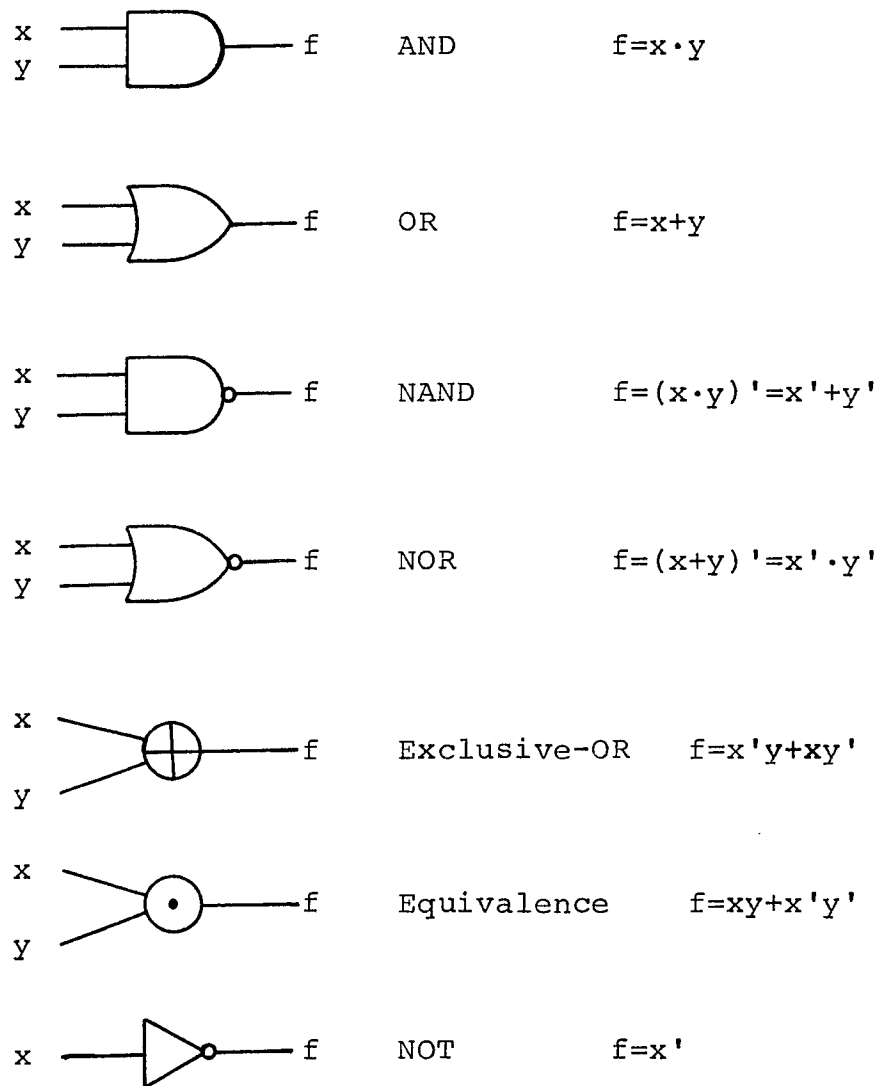 x
y
f AND f=x·y
x
y
f OR f=x+y
x
y
f NAND f=(x·y)'=x'+y'
x
y
f NOR f=(x+y)'=x'·y'
x
y
f Exclusive-OR f=x'y+xy'
x
y
f Equivalence f=xy+x'y'
x f NOT f=x'